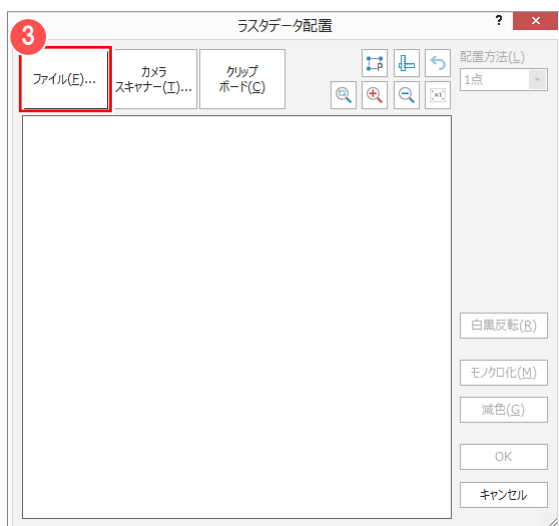 ラスタデータ配置
?
×
3
ファイル(F)...
カメラ
スキャナー(T)...
クリップ
ボード(C)
P
×1
配置方法(L)
1点
白黒反転(R)
モノクロ化(M)
減色(G)
OK
キャンセル